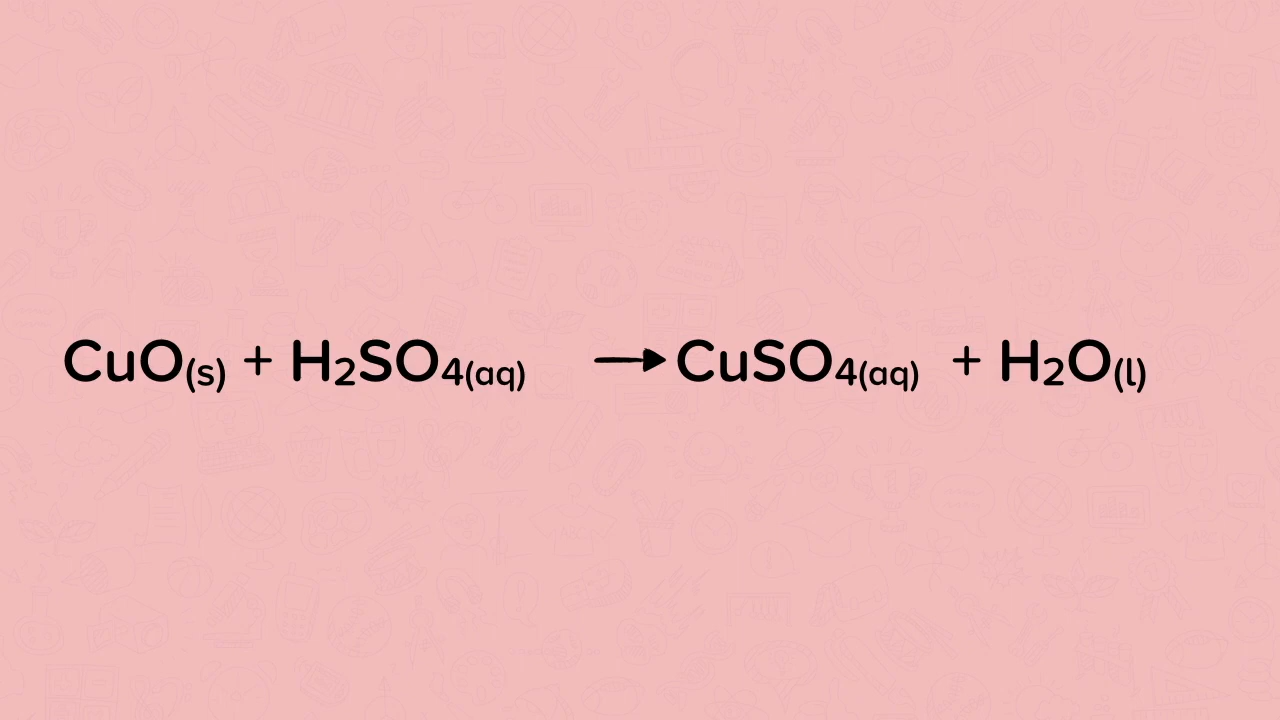 CuO(s) + H2SO4(aq) → CuSO4(aq) + H2O(l)